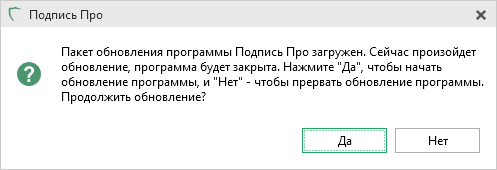 Подпись Про
Пакет обновления программы Подпись Про загружен. Сейчас произойдет
обновление, программа будет закрыта. Нажмите "Да", чтобы начать
обновление программы, и "Нет" - чтобы прервать обновление программы.
Продолжить обновление?
Да
Нет